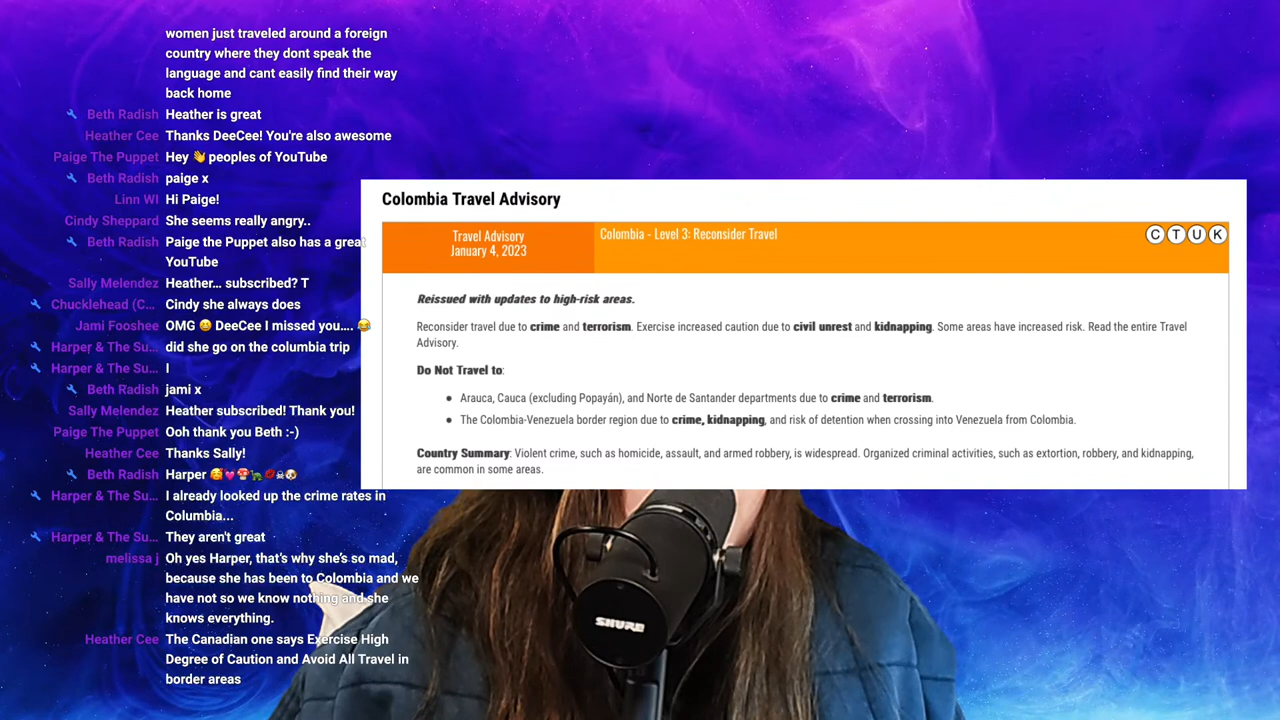 women just traveled around a foreign
country where they dont speak the
language and cant easily find their way
back home
Beth Radish Heather is great
Heather Cee Thanks DeeCee! You're also awesome
Paige The Puppet Hey 👋 peoples of YouTube
Beth Radish paige x
Linn WI Hi Paige!
Cindy Sheppard She seems really angry..
Beth Radish Paige the Puppet also has a great
YouTube
Sally Melendez Heather... subscribed? T
Chucklehead (C... Cindy she always does
Jami Fooshee OMG 😄 DeeCee I missed you.... 😂
Harper & The Su... did she go on the columbia trip
Harper & The Su... I
Beth Radish jami x
Sally Melendez Heather subscribed! Thank you!
Paige The Puppet Ooh thank you Beth :-)
Heather Cee Thanks Sally!
Beth Radish Harper 🥰💓🍄🐛🌺☠🐶
Harper & The Su... I already looked up the crime rates in
Columbia...
Harper & The Su... They aren't great
melissa j Oh yes Harper, that's why she's so mad,
because she has been to Colombia and we
have not so we know nothing and she
knows everything.
Heather Cee The Canadian one says Exercise High
Degree of Caution and Avoid All Travel in
border areas
Colombia Travel Advisory
Travel Advisory
January 4, 2023
Colombia - Level 3: Reconsider Travel
C T U K
Reissued with updates to high-risk areas.
Reconsider travel due to crime and terrorism. Exercise increased caution due to civil unrest and kidnapping. Some areas have increased risk. Read the entire Travel
Advisory.
Do Not Travel to:
• Arauca, Cauca (excluding Popayán), and Norte de Santander departments due to crime and terrorism.
• The Colombia-Venezuela border region due to crime, kidnapping, and risk of detention when crossing into Venezuela from Colombia.
Country Summary: Violent crime, such as homicide, assault, and armed robbery, is widespread. Organized criminal activities, such as extortion, robbery, and kidnapping,
are common in some areas.
SHURE